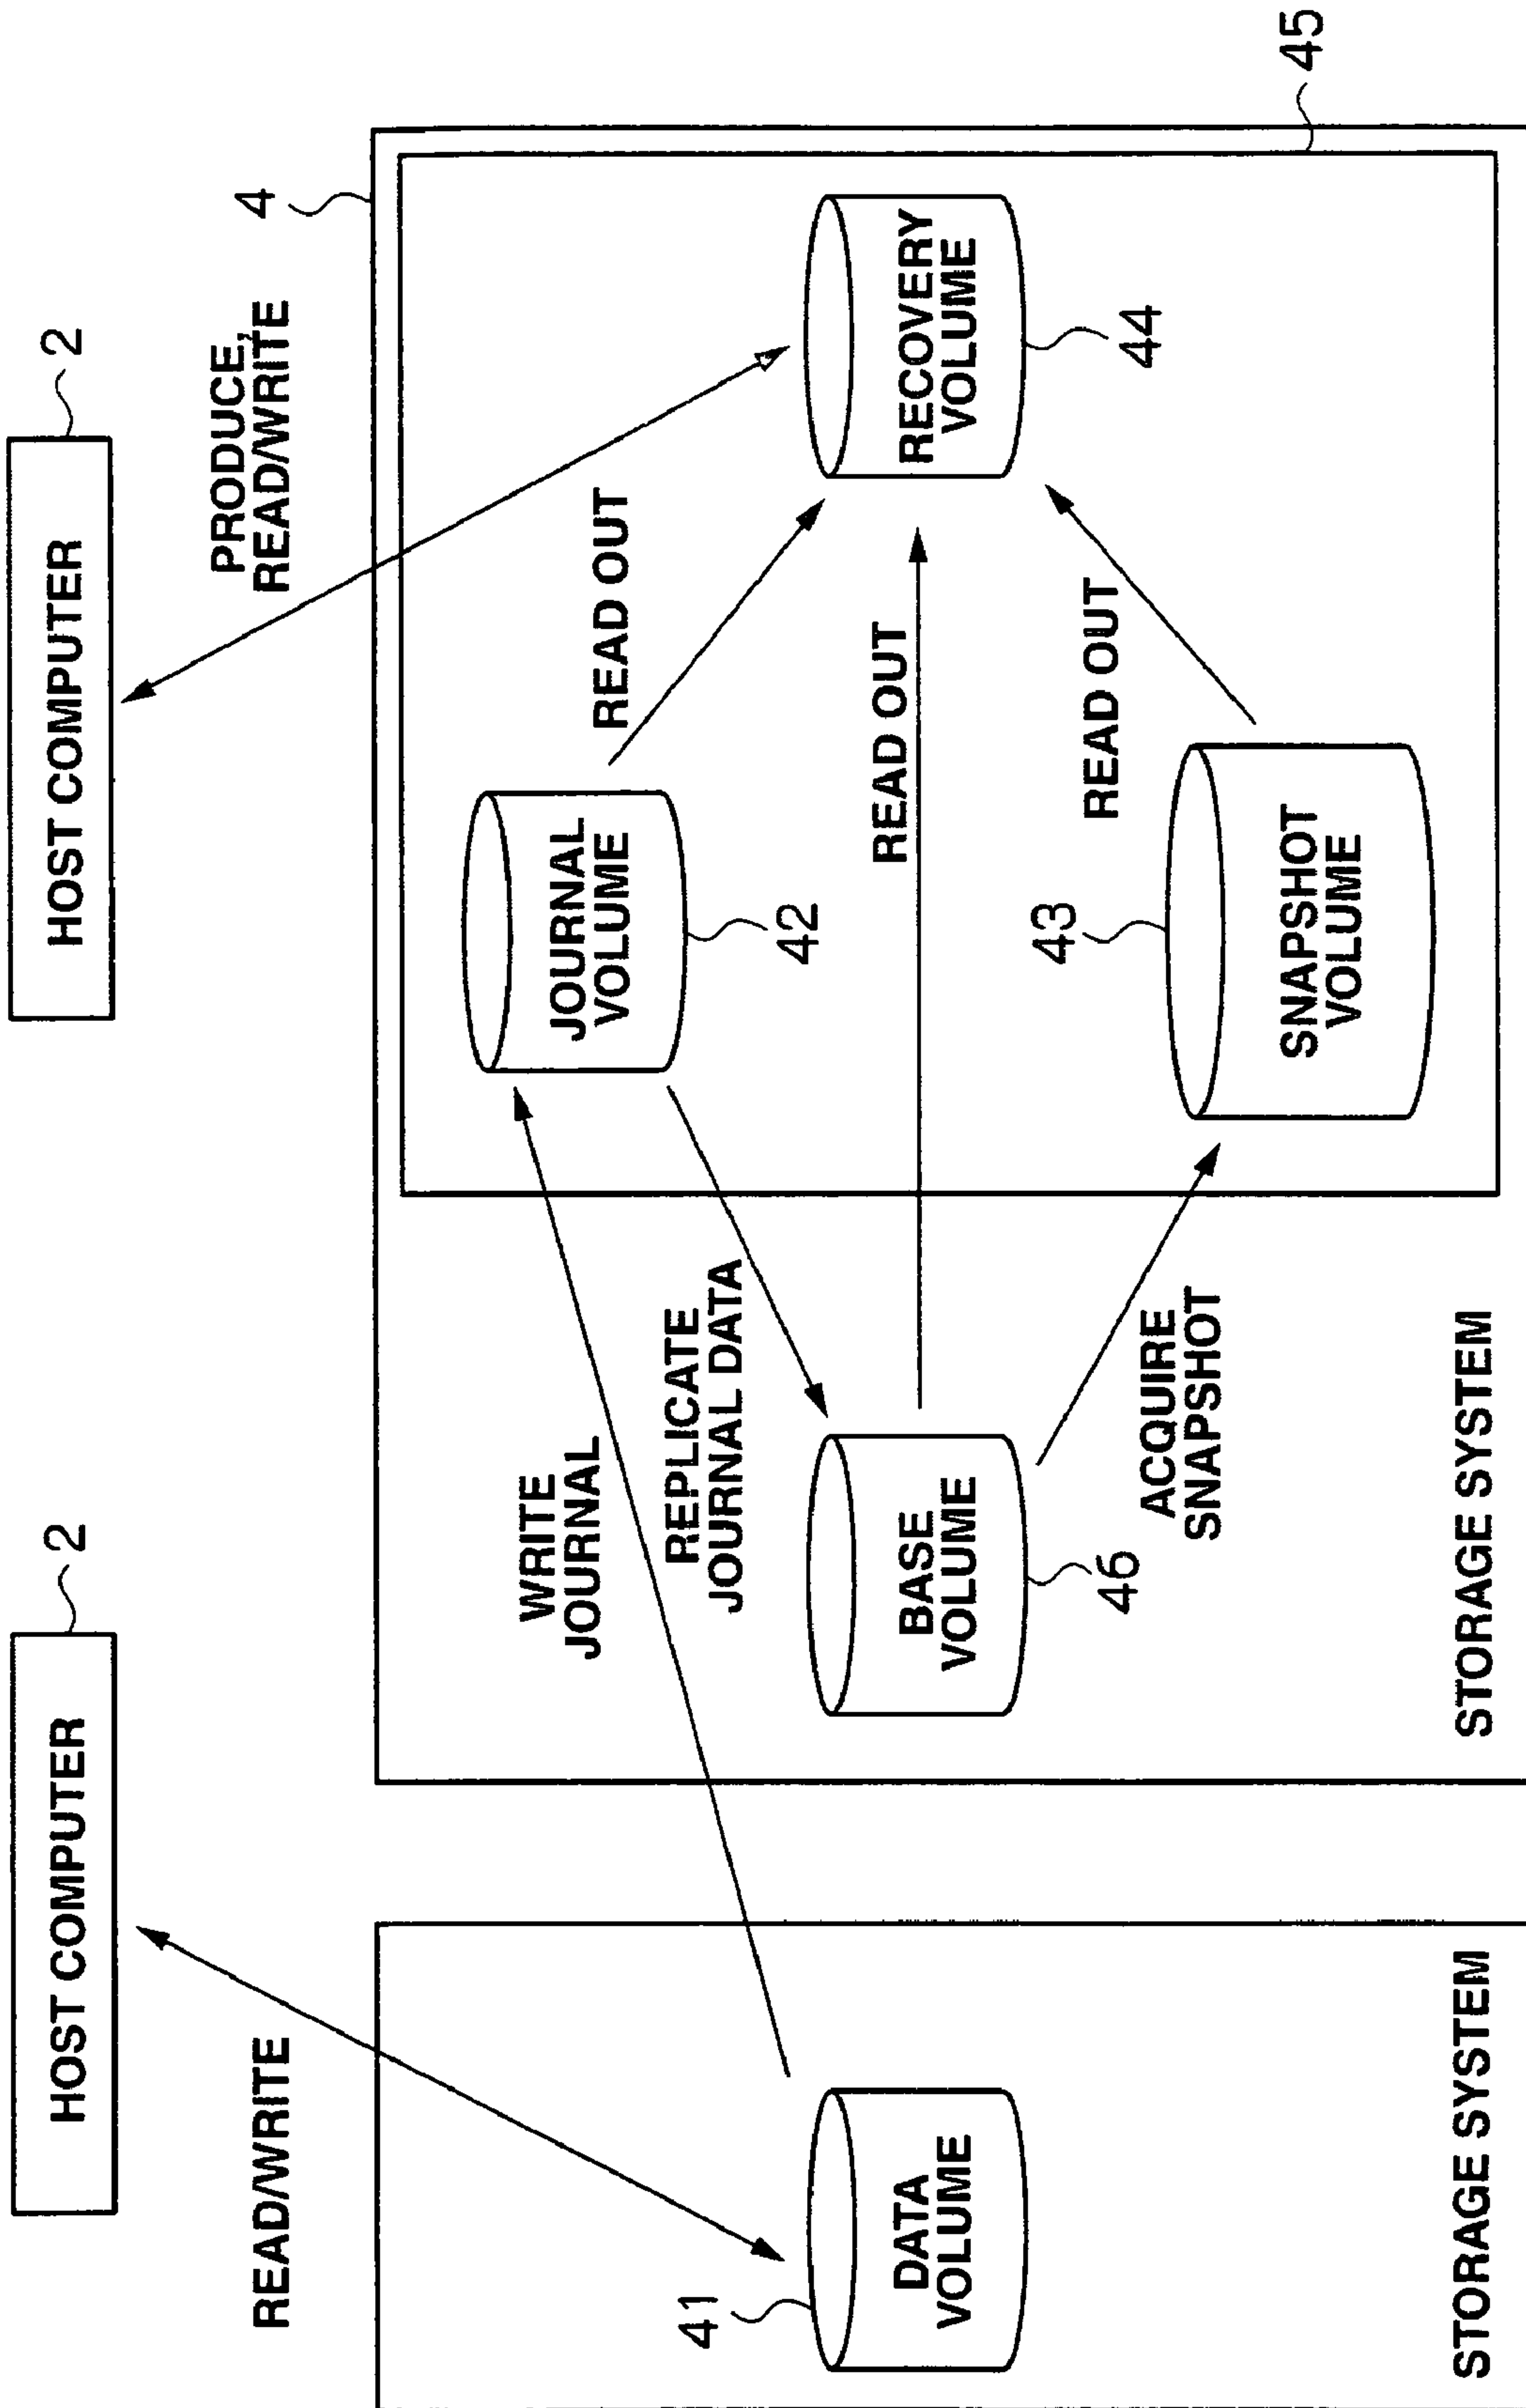 HOST COMPUTER
2
HOST COMPUTER
2
READ/WRITE
PRODUCE,
READ/WRITE
4
45
WRITE
JOURNAL
REPLICATE
JOURNAL DATA
JOURNAL
VOLUME
42
READ OUT
41
DATA
VOLUME
BASE
VOLUME
46
READ OUT
RECOVERY
VOLUME
44
ACQUIRE
SNAPSHOT
43
SNAPSHOT
VOLUME
READ OUT
STORAGE SYSTEM
STORAGE SYSTEM